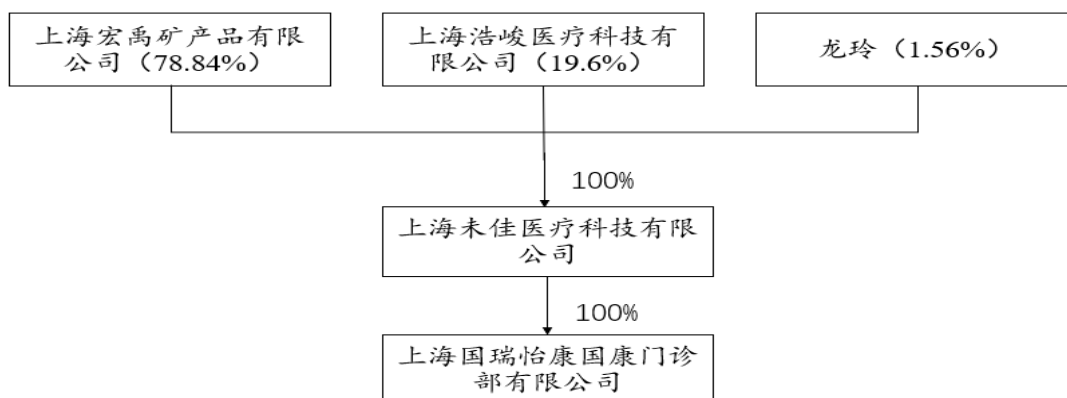 上海宏禹矿产品有限
公司（78.84%）
上海浩峻医疗科技有
限公司（19.6%）
龙玲（1.56%）
100%
上海未佳医疗科技有限
公司
100%
上海国瑞怡康国康门诊
部有限公司